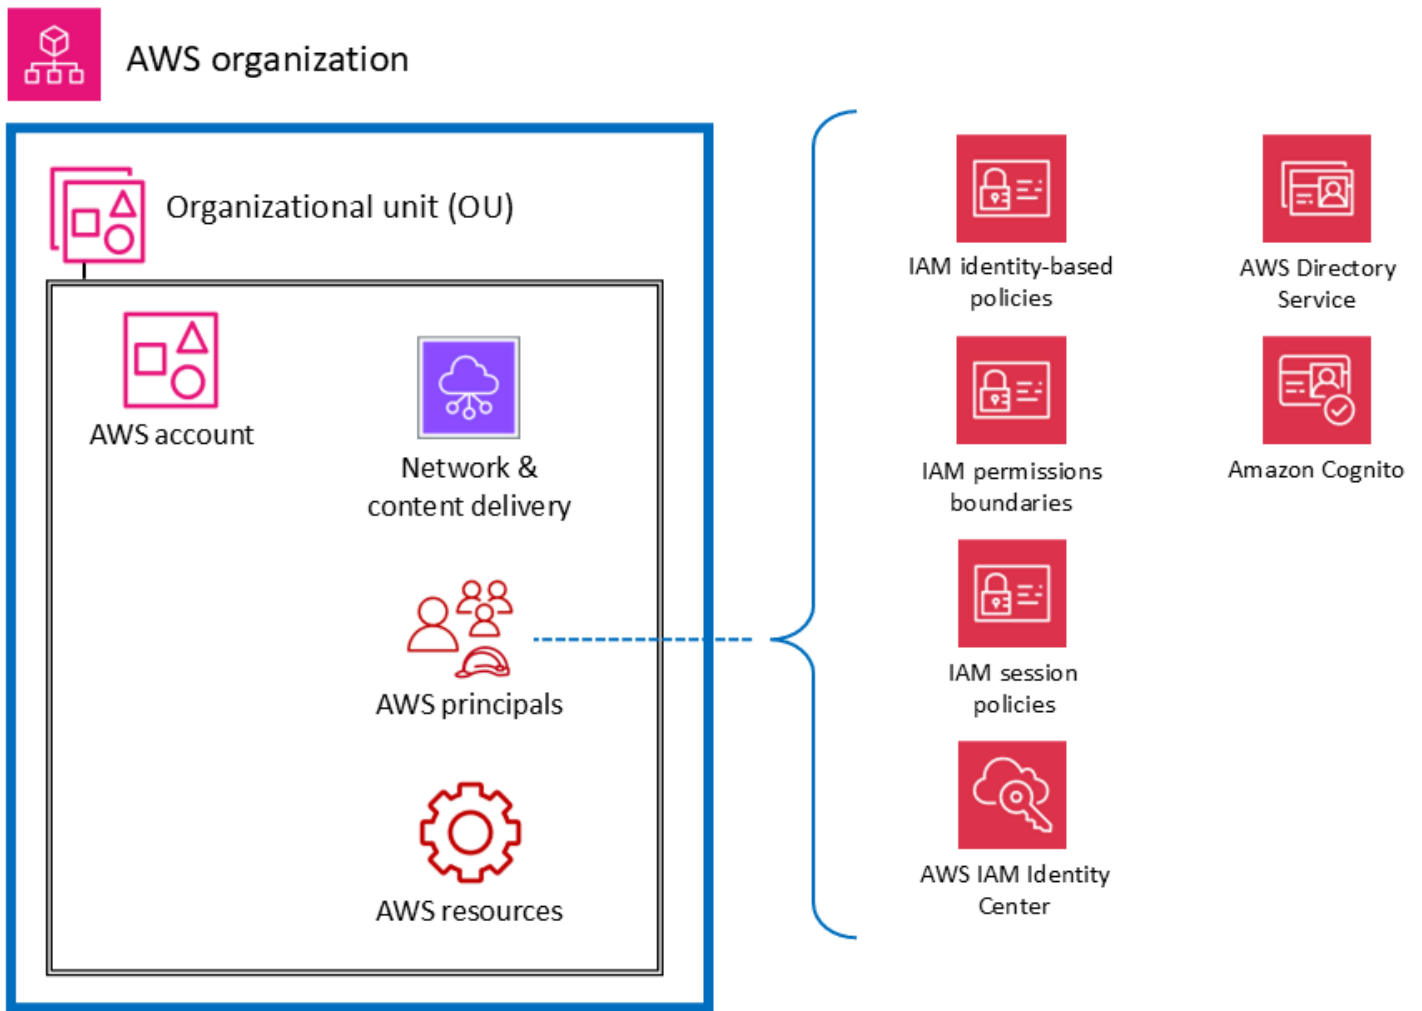 AWS organization
Organizational unit (OU)
AWS account
Network &
content delivery
AWS principals
AWS resources
IAM identity-based
policies
AWS Directory
Service
IAM permissions
boundaries
Amazon Cognito
IAM session
policies
AWS IAM Identity
Center